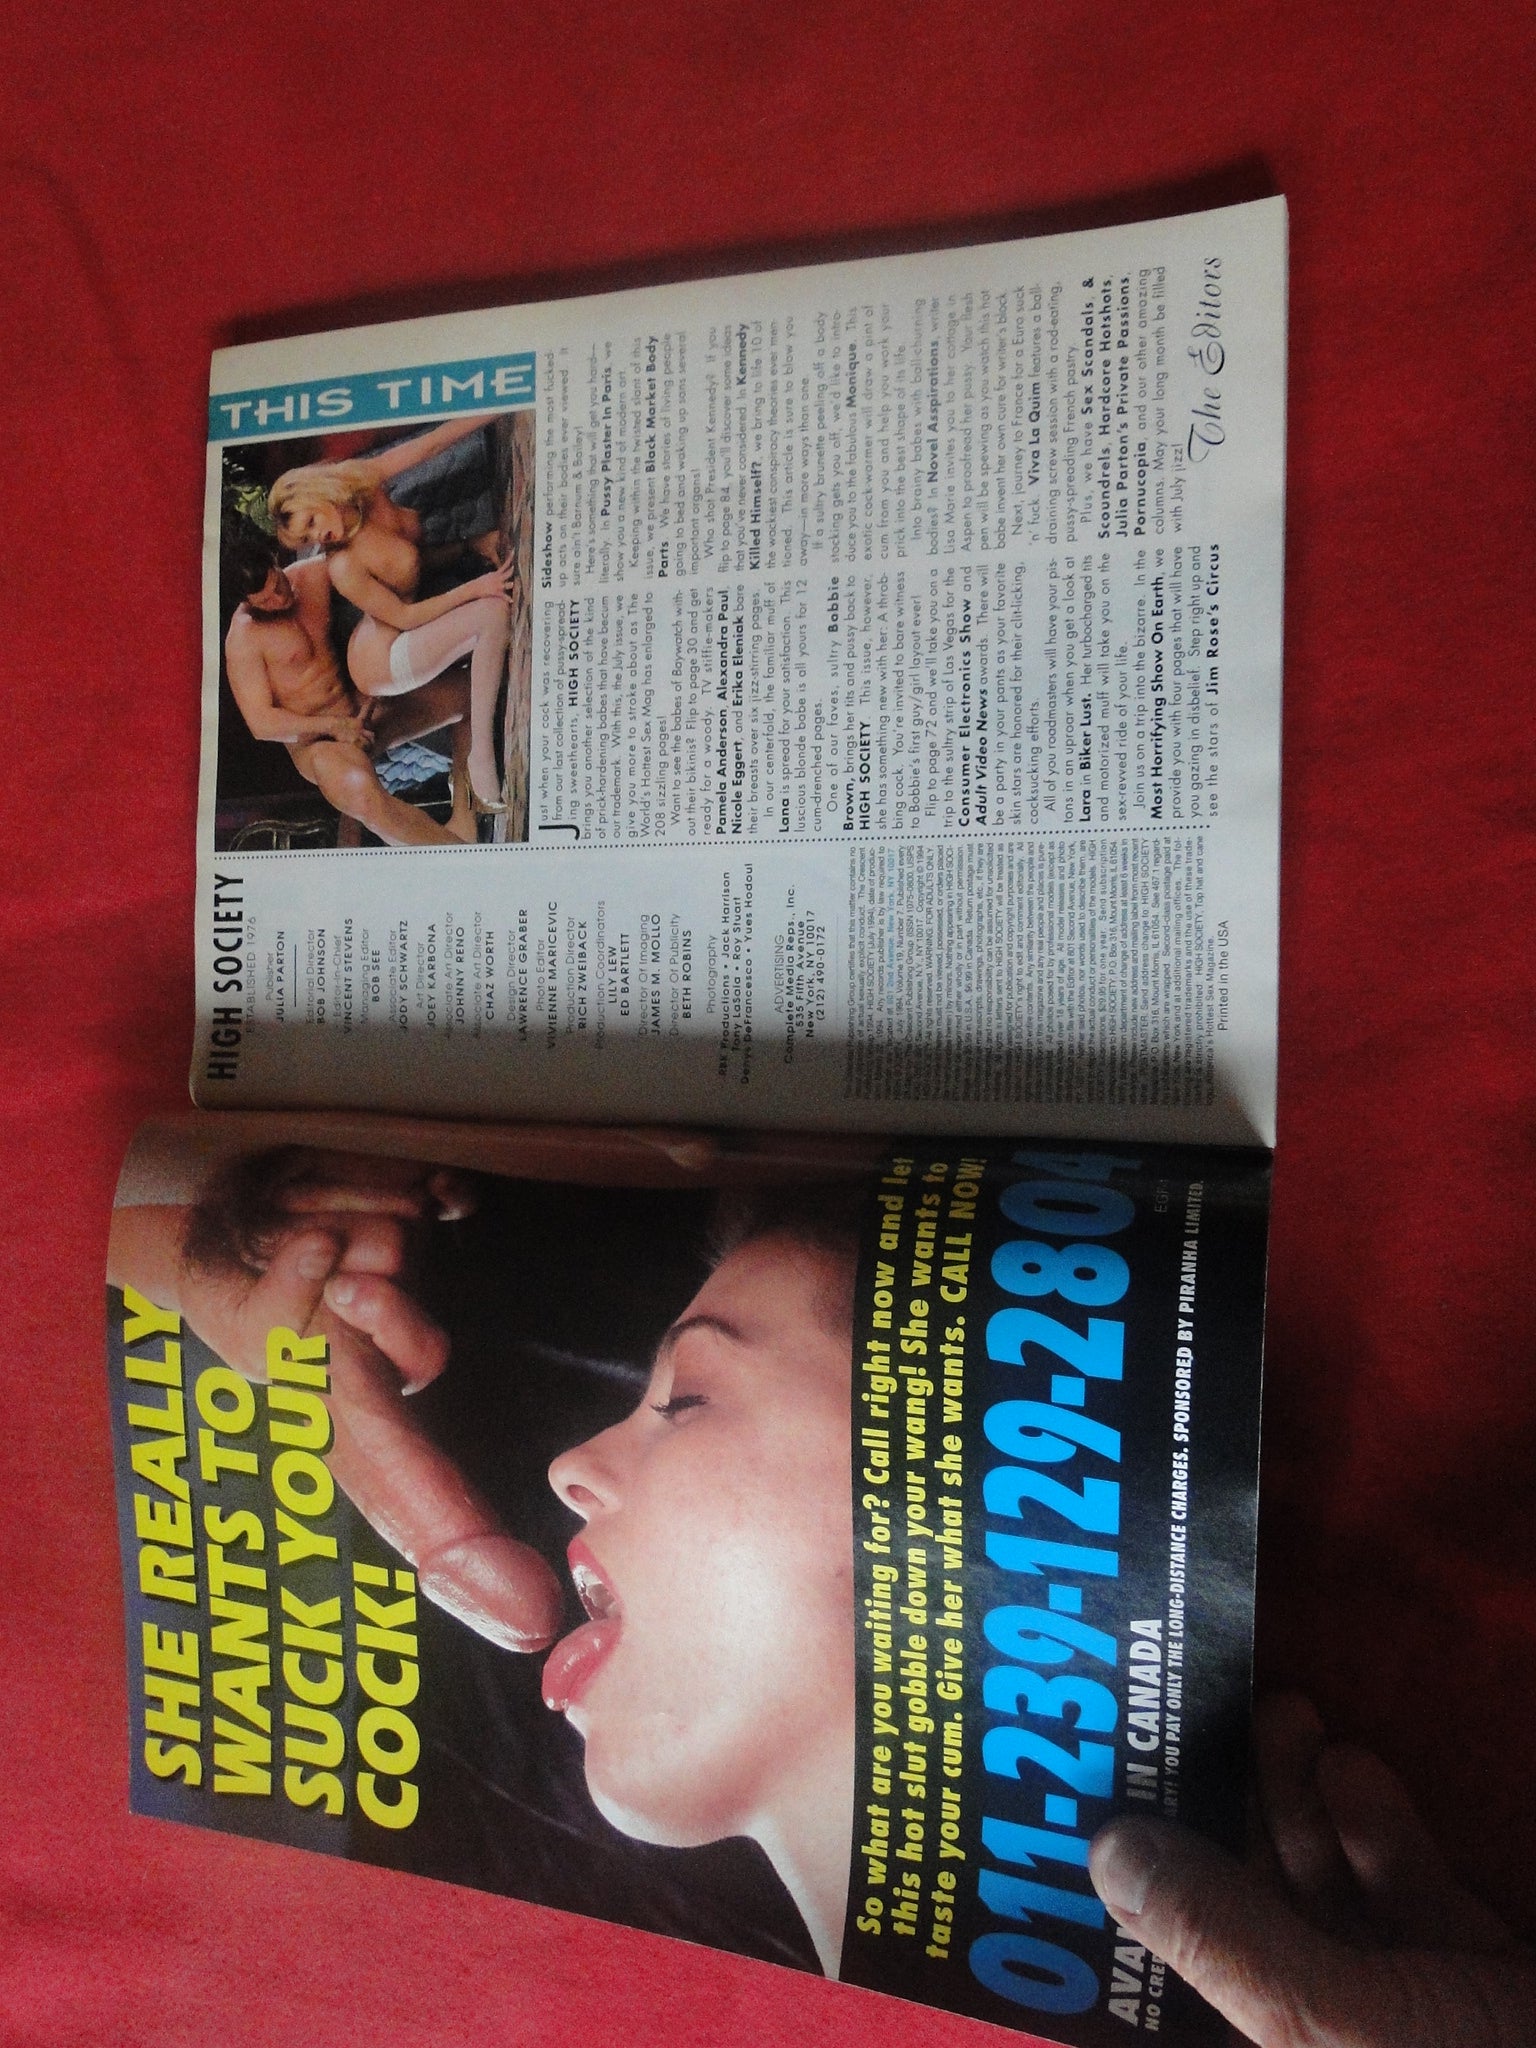 SHE REALLY
WANTS TO
SUCK YOUR
COCK!
So what are you waiting for? Call right now and let
this hot slut gobble down your wang! She wants to
taste your cum. Give her what she wants. CALL NOW!
011-239-129-2804
IN CANADA
YOU PAY ONLY THE LONG-DISTANCE CHARGES. SPONSORED BY PIRANHA LIMITED.
HIGH SOCIETY
ESTABLISHED 1976
Publisher
JULIA PARTON
Editorial Director
BOB JOHNSON
Editor-in-Chief
VINCENT STEVENS
Managing Editor
BOB SEE
Associate Editor
JODY SCHWARTZ
Art Director
JOEY KARBONA
Associate Art Director
JOHNNY RENO
Associate Art Director
CHAZ WORTH
Design Director
LAWRENCE GRABER
Photo Editor
VIVIENNE MARICEVIC
Production Director
RICH ZWEIBACK
Production Coordinators
LILY LEW
ED BARTLETT
Director Of Imaging
JAMES M. MOLLO
Director Of Publicity
BETH ROBINS
Photography
RBK Productions • Jack Harrison
Tony LaSala • Roy Stuart
Denys DeFrancesco • Yues Hodoul
ADVERTISING
Complete Media Reps., Inc.
535 Fifth Avenue
New York, NY 10017
(212) 490-0172
Printed in the USA
THIS TIME
Just when your cock was recovering
from our last collection of pussy-spread-
ing sweethearts, HIGH SOCIETY
brings you another selection of the kind
of prick-hardening babes that have becum
our trademark. With this, the July issue, we
give you more to stroke about as The
World's Hottest Sex Mag has enlarged to
208 sizzling pages!
Want to see the babes of Baywatch with-
out their bikinis? Flip to page 30 and get
ready for a woody. TV stiffie-makers
Pamela Anderson, Alexandra Paul,
Nicole Eggert, and Erika Eleniak bare
their breasts over six jizz-stirring pages.
In our centerfold, the familiar muff of
Lana is spread for your satisfaction. This
luscious blonde babe is all yours for 12
cum-drenched pages.
One of our faves, sultry Bobbie
Brown, brings her tits and pussy back to
HIGH SOCIETY. This issue, however,
she has something new with her: A throb-
bing cock. You're invited to bare witness
to Bobbie's first guy/girl layout ever!
Flip to page 72 and we'll take you on a
trip to the sultry strip of Las Vegas for the
Consumer Electronics Show and
Adult Video News awards. There will
be a party in your pants as your favorite
skin stars are honored for their clit-licking,
cocksucking efforts.
All of you roadmasters will have your pis-
tons in an uproar when you get a look at
Lara in Biker Lust. Her turbocharged tits
and motorized muff will take you on the
sex-revved ride of your life.
Join us on a trip into the bizarre. In the
Most Horrifying Show On Earth, we
provide you with four pages that will have
you gazing in disbelief. Step right up and
see the stars of Jim Rose's Circus
Sideshow performing the most fucked-
up acts on their bodies ever viewed. It
sure ain't Barnum & Bailey!
Here's something that will get you hard—
literally. In Pussy Plaster In Paris, we
show you a new kind of modern art.
Keeping within the twisted slant of this
issue, we present Black Market Body
Parts. We have stories of living people
going to bed and waking up sans several
important organs!
Who shot President Kennedy? If you
flip to page 84, you'll discover some ideas
that you've never considered. In Kennedy
Killed Himself?, we bring to life 10 of
the wackiest conspiracy theories ever men-
tioned. This article is sure to blow you
away—in more ways than one.
If a sultry brunette peeling off a body
stocking gets you off, we'd like to intro-
duce you to the fabulous Monique. This
exotic cock-warmer will draw a pint of
cum from you and help you work your
prick into the best shape of its life.
Into brainy babes with ball-churning
bodies? In Novel Asspirations, writer
Lisa Marie invites you to her cottage in
Aspen to proofread her pussy. Your flesh
pen will be spewing as you watch this hot
babe invent her own cure for writer's block.
Next, journey to France for a Euro suck
'n' fuck. Viva La Quim features a ball-
draining screw session with a rod-eating,
pussy-spreading French pastry.
Plus, we have Sex Scandals, &
Scoundrels, Hardcore Hotshots,
Julia Parton's Private Passions,
Pornucopia, and our other amazing
columns. May your long month be filled
with July jizz!
The Editors